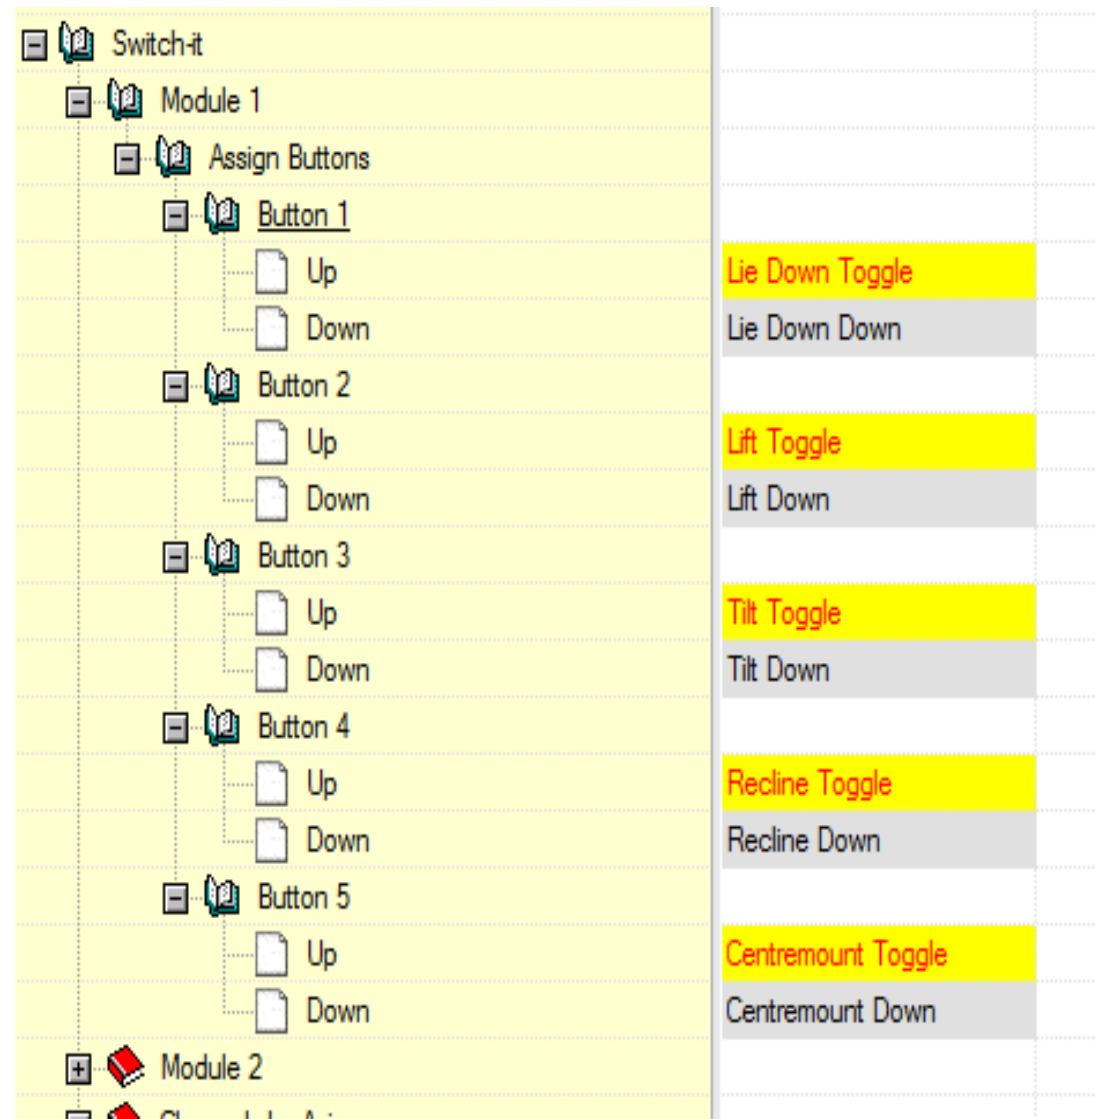 Switch-it
Module 1
Assign Buttons
Button 1
Up Lie Down Toggle
Down Lie Down Down
Button 2
Up Lift Toggle
Down Lift Down
Button 3
Up Tilt Toggle
Down Tilt Down
Button 4
Up Recline Toggle
Down Recline Down
Button 5
Up Centremount Toggle
Down Centremount Down
Module 2